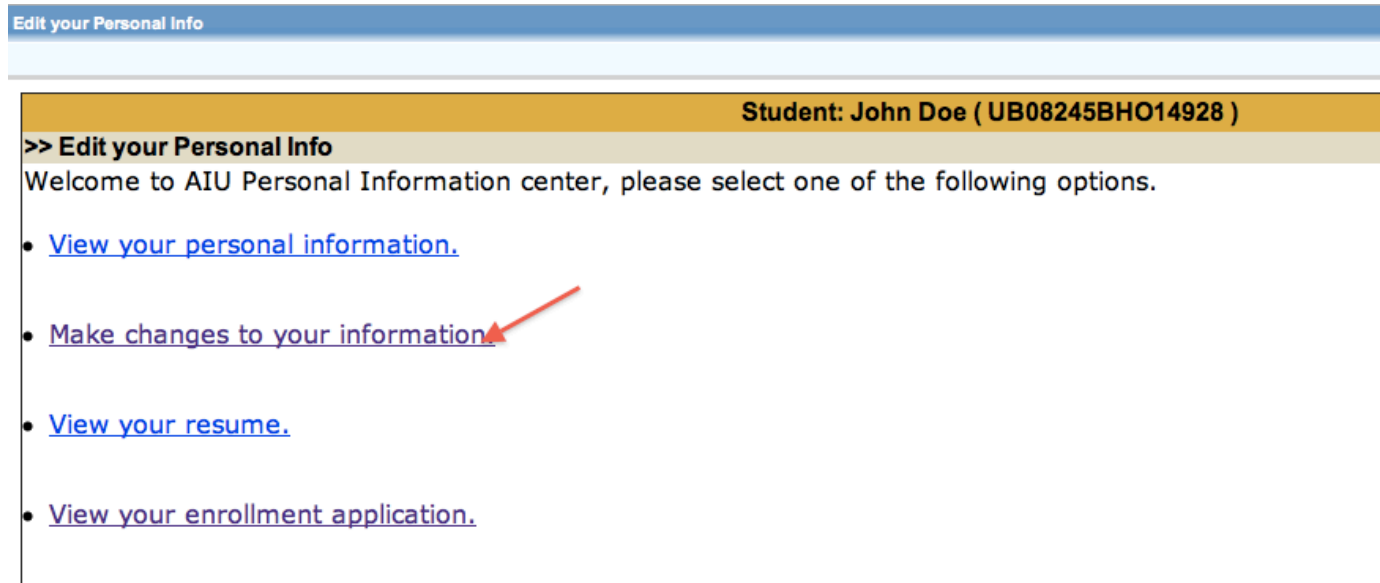 Edit your Personal Info
Student: John Doe ( UB08245BHO14928 )
>> Edit your Personal Info
Welcome to AIU Personal Information center, please select one of the following options.
• View your personal information.
• Make changes to your information.
• View your resume.
• View your enrollment application.